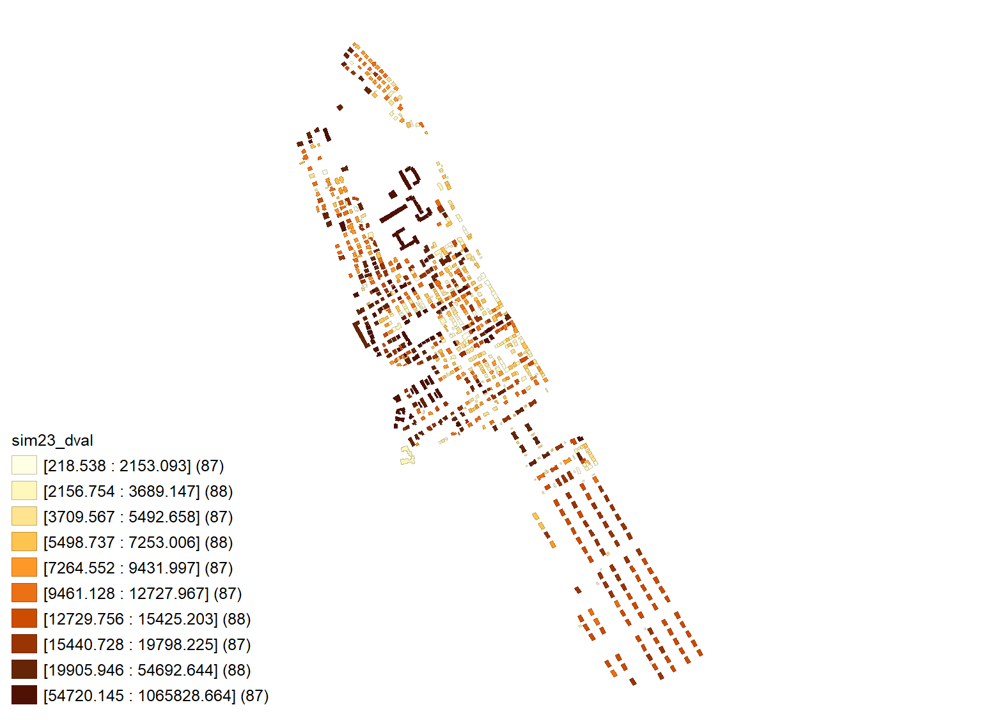 sim23_dval
[218.538 : 2153.093] (87)
[2156.754 : 3689.147] (88)
[3709.567 : 5492.658] (87)
[5498.737 : 7253.006] (88)
[7264.552 : 9431.997] (87)
[9461.128 : 12727.967] (87)
[12729.756 : 15425.203] (88)
[15440.728 : 19798.225] (87)
[19905.946 : 54692.644] (88)
[54720.145 : 1065828.664] (87)